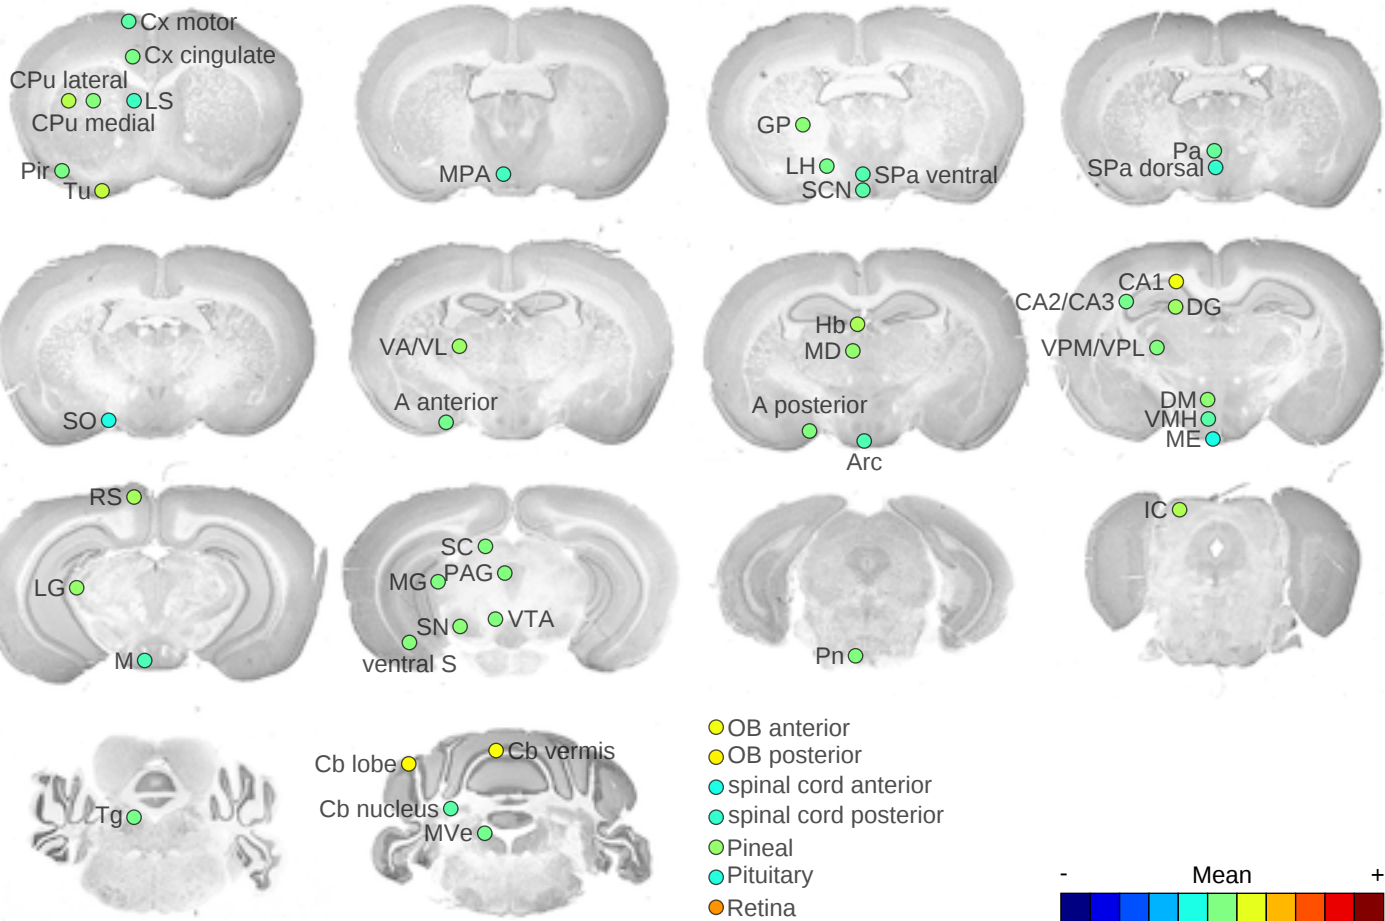 Cx motor
Cx cingulate
CPu lateral
LS
CPu medial
Pir
Tu
MPA
GP
LH
SPa ventral
SCN
Pa
SPa dorsal
SO
VA/VL
A anterior
Hb
MD
A posterior
Arc
CA1
CA2/CA3
DG
VPM/VPL
DM
VMH
ME
RS
LG
M
SC
MG
PAG
SN
VTA
ventral S
Pn
IC
Tg
Cb lobe
Cb vermis
Cb nucleus
MVe
OB anterior
OB posterior
spinal cord anterior
spinal cord posterior
Pineal
Pituitary
Retina
- Mean +